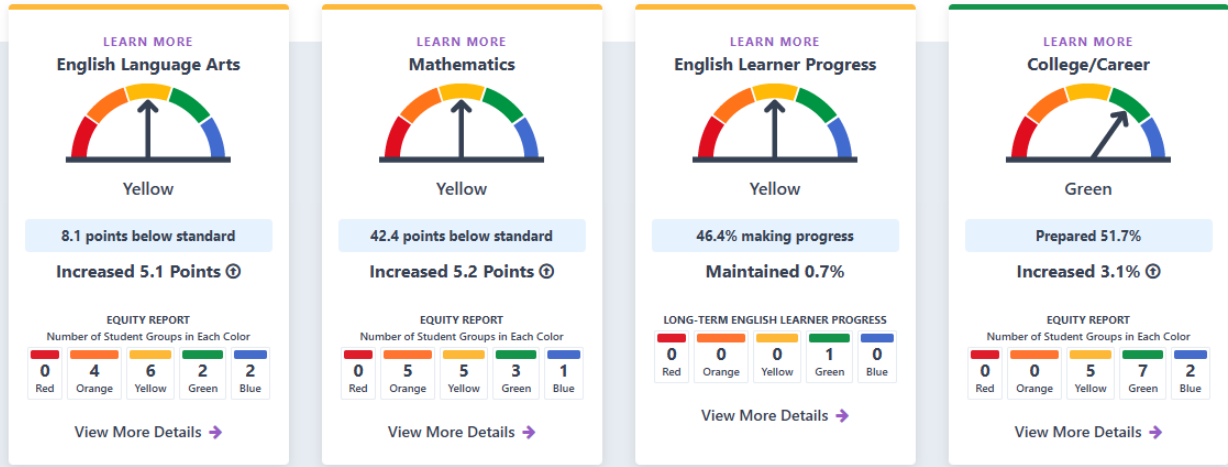 LEARN MORE
English Language Arts
Yellow
8.1 points below standard
Increased 5.1 Points
EQUITY REPORT
Number of Student Groups in Each Color
0 4 6 2 2
Red Orange Yellow Green Blue
View More Details
LEARN MORE
Mathematics
Yellow
42.4 points below standard
Increased 5.2 Points
EQUITY REPORT
Number of Student Groups in Each Color
0 5 5 3 1
Red Orange Yellow Green Blue
View More Details
LEARN MORE
English Learner Progress
Yellow
46.4% making progress
Maintained 0.7%
LONG-TERM ENGLISH LEARNER PROGRESS
0 0 0 1 0
Red Orange Yellow Green Blue
View More Details
LEARN MORE
College/Career
Green
Prepared 51.7%
Increased 3.1%
EQUITY REPORT
Number of Student Groups in Each Color
0 0 5 7 2
Red Orange Yellow Green Blue
View More Details